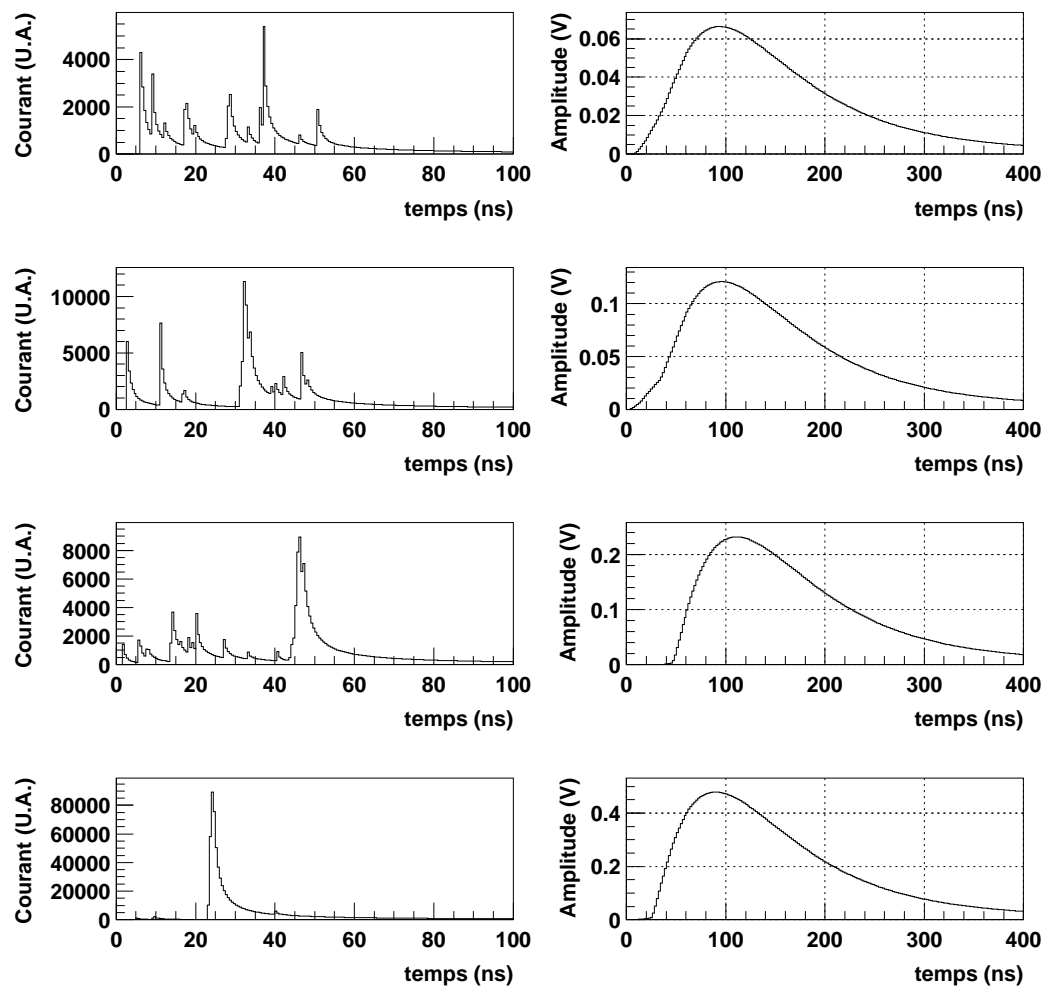 Courant (U.A.)
4000
2000
0
0 20 40 60 80 100
temps (ns)
Amplitude (V)
0.06
0.04
0.02
0
0 100 200 300 400
temps (ns)
Courant (U.A.)
10000
5000
0
0 20 40 60 80 100
temps (ns)
Amplitude (V)
0.1
0.05
0
0 100 200 300 400
temps (ns)
Courant (U.A.)
8000
6000
4000
2000
0
0 20 40 60 80 100
temps (ns)
Amplitude (V)
0.2
0.1
0
0 100 200 300 400
temps (ns)
Courant (U.A.)
80000
60000
40000
20000
0
0 20 40 60 80 100
temps (ns)
Amplitude (V)
0.4
0.2
0
0 100 200 300 400
temps (ns)